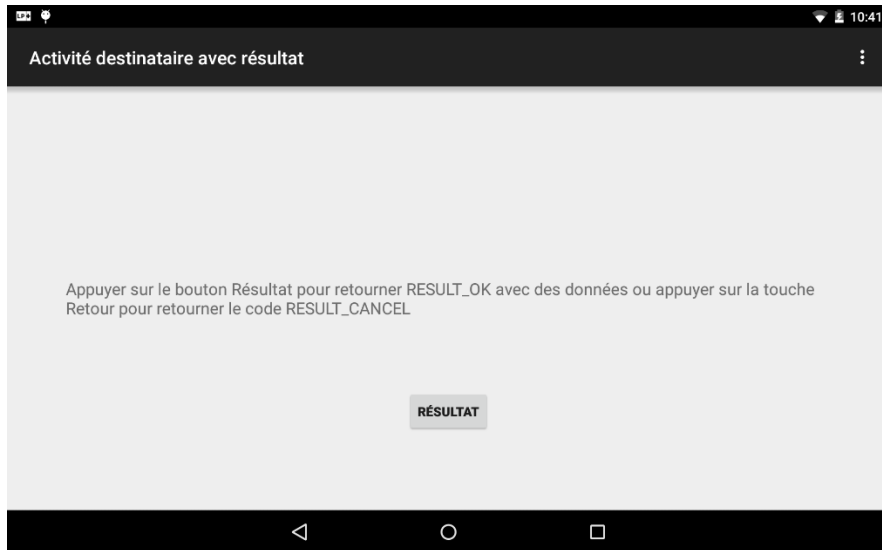 10:41
Activité destinataire avec résultat
Appuyer sur le bouton Résultat pour retourner RESULT_OK avec des données ou appuyer sur la touche
Retour pour retourner le code RESULT_CANCEL
RÉSULTAT